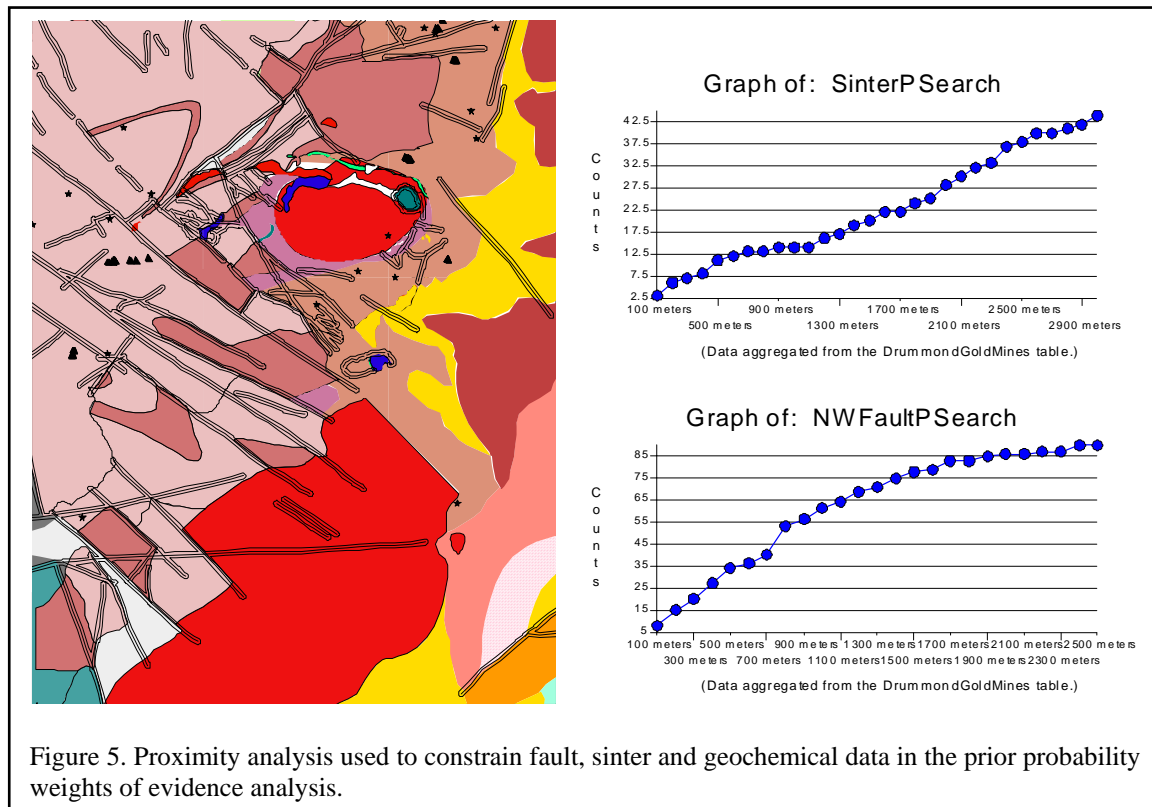 Graph of: SinterPSearch
42.5
37.5
32.5
27.5
22.5
17.5
12.5
7.5
2.5
Counts
100 meters 900 meters 1700 meters 2500 meters
500 meters 1300 meters 2100 meters 2900 meters
(Data aggregated from the DrummondGoldMines table.)
Graph of: NWFaultPSearch
85
75
65
55
45
35
25
15
5
Counts
100 meters 500 meters 900 meters 1300 meters 1700 meters 2100 meters 2500 meters
300 meters 700 meters 1100 meters 1500 meters 1900 meters 2300 meters
(Data aggregated from the DrummondGoldMines table.)
Figure 5. Proximity analysis used to constrain fault, sinter and geochemical data in the prior probability
weights of evidence analysis.